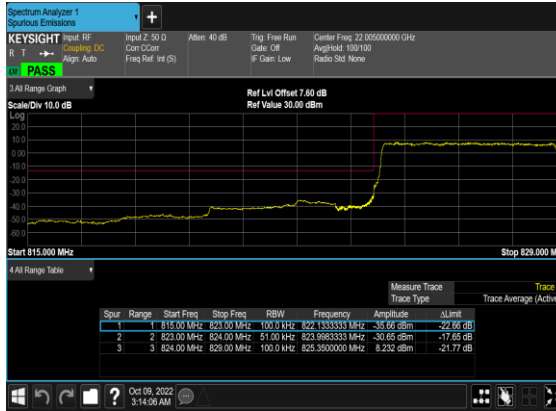 Spectrum Analyzer 1
Spurious Emissions
KEYSIGHT Input: RF Input Z: 50 Ω Atten: 40 dB Trig: Free Run Center Freq: 22.005000000 GHz
R T Coupling: DC Corr CCorr Gate: Off Avg|Hold: 100/100
Align: Auto Freq Ref: Int (S) IF Gain: Low Radio Std: None
PASS
3 All Range Graph Ref Lvl Offset 7.60 dB
Scale/Div 10.0 dB Ref Value 30.00 dBm
Log
20.0
10.0
0.00
-10.0
-20.0
-30.0
-40.0
-50.0
-60.0
Start 815.000 MHz Stop 829.000 M
4 All Range Table
Measure Trace Trace
Trace Type Trace Average (Active
Spur Range Start Freq Stop Freq RBW Frequency Amplitude ΔLimit
1 1 815.00 MHz 823.00 MHz 100.0 kHz 822.1333333 MHz -35.66 dBm -22.66 dB
2 2 823.00 MHz 824.00 MHz 51.00 kHz 823.9983333 MHz -30.65 dBm -17.65 dB
3 3 824.00 MHz 829.00 MHz 100.0 kHz 825.3500000 MHz 8.232 dBm -21.77 dB
? Oct 09, 2022
3:14:06 AM